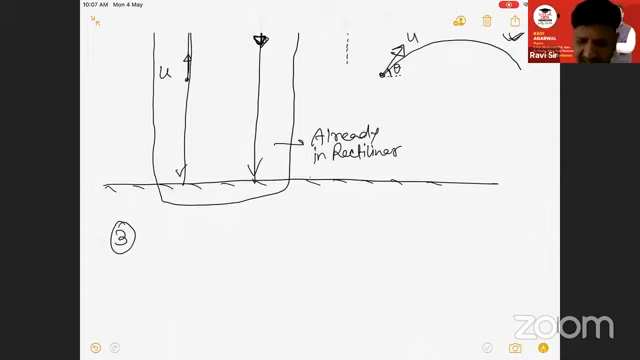 10:07 AM Mon 4 May
RAVI
AGARWAL
Ravi Sir
u
u
θ
Already
in Rectiliner
3
zoom